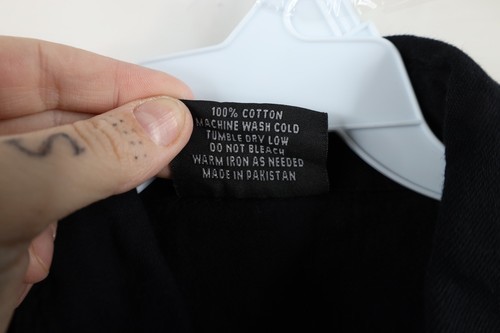 100% COTTON
MACHINE WASH COLD
TUMBLE DRY LOW
DO NOT BLEACH
WARM IRON AS NEEDED
MADE IN PAKISTAN